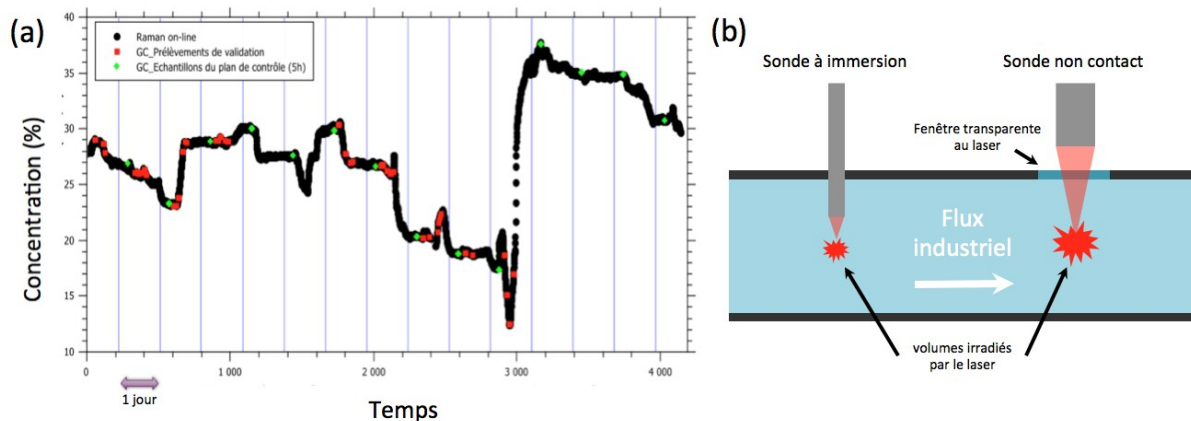 (a)
Concentration (%)
40
35
30
25
20
15
10
Raman on-line
GC_Prélèvements de validation
GC_Echantillons du plan de contrôle (5h)
0
1 000
2 000
3 000
4 000
1 jour
Temps
(b)
Sonde à immersion
Sonde non contact
Fenêtre transparente
au laser
Flux
industriel
volumes irradiés
par le laser